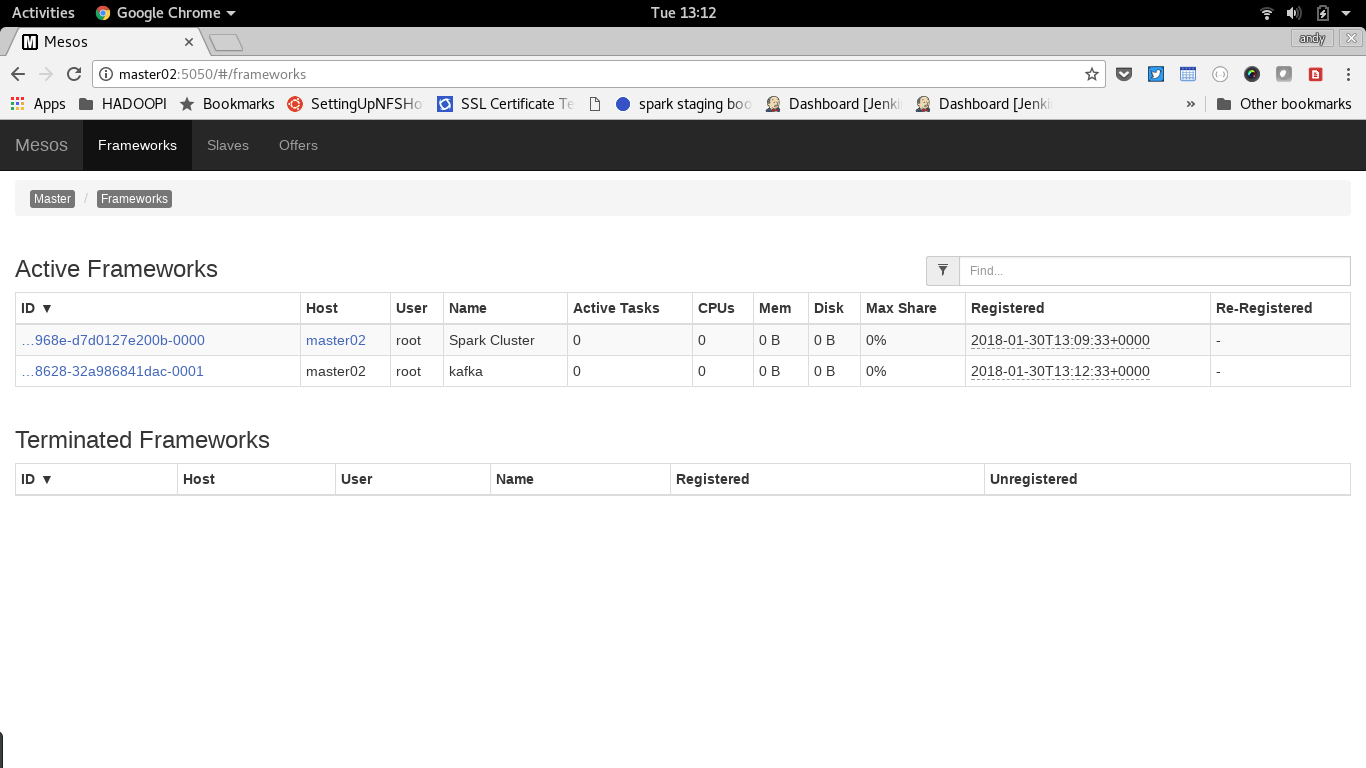 Activities Google Chrome Tue 13:12
Mesos andy
master02:5050/#/frameworks
Apps HADOOPI Bookmarks SettingUpNFSHo SSL Certificate Te spark staging boo Dashboard [Jenki Dashboard [Jenki » Other bookmarks
Mesos Frameworks Slaves Offers
Master / Frameworks
Active Frameworks Find...
ID ▼ Host User Name Active Tasks CPUs Mem Disk Max Share Registered Re-Registered
…968e-d7d0127e200b-0000 master02 root Spark Cluster 0 0 0 B 0 B 0% 2018-01-30T13:09:33+0000 -
…8628-32a986841dac-0001 master02 root kafka 0 0 0 B 0 B 0% 2018-01-30T13:12:33+0000 -
Terminated Frameworks
ID ▼ Host User Name Registered Unregistered